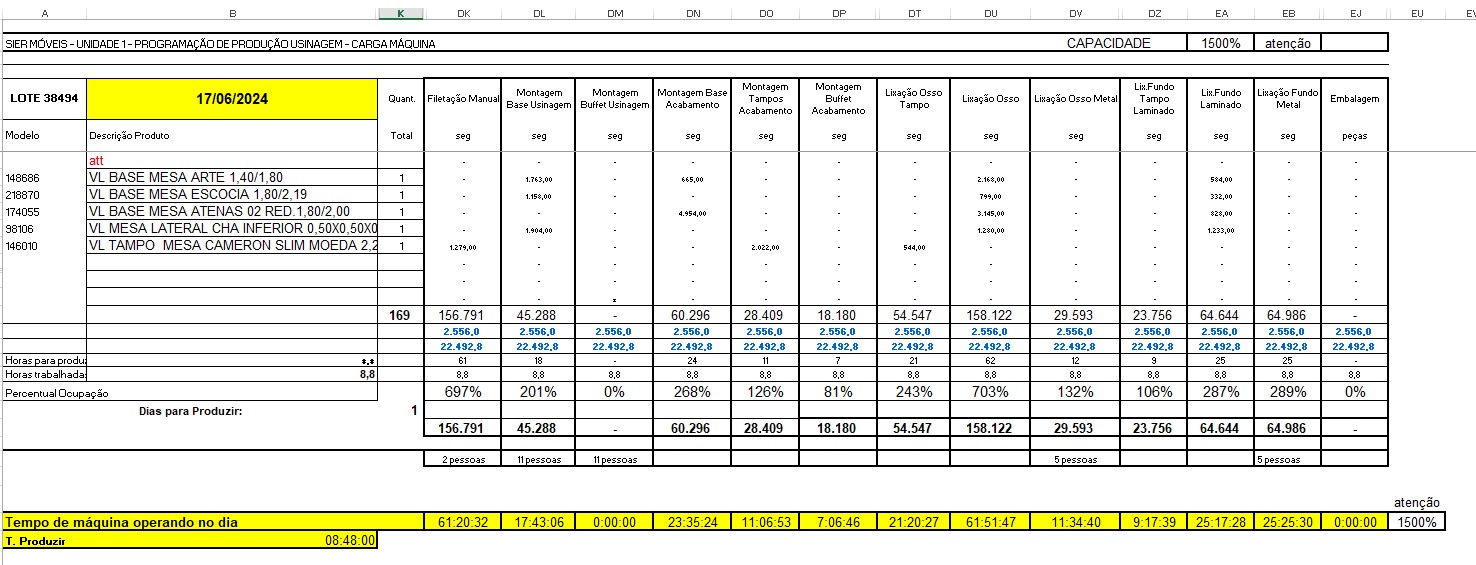 A B K DK DL DM DN DO DP DT DU DV DZ EA EB EJ EU EV
SIER MÓVEIS - UNIDADE 1 - PROGRAMAÇÃO DE PRODUÇÃO USINAGEM - CARGA MÁQUINA CAPACIDADE 1500% atenção
LOTE 38494 17/06/2024 Quant. Filetação Manual Montagem Base Usinagem Montagem Buffet Usinagem Montagem Base Acabamento Montagem Tampos Acabamento Montagem Buffet Acabamento Lixação Osso Tampo Lixação Osso Lixação Osso Metal Lix.Fundo Tampo Laminado Lix.Fundo Laminado Lixação Fundo Metal Embalagem
Modelo Descrição Produto Total seg seg seg seg seg seg seg seg seg seg seg seg peças
att - - - - - - - - - - - - -
148686 VL BASE MESA ARTE 1,40/1,80 1 - 1.763,00 - 665,00 - - - 2.168,00 - - 584,00 - -
218870 VL BASE MESA ESCOCIA 1,80/2,19 1 - 1.158,00 - - - - - 799,00 - - 332,00 - -
174055 VL BASE MESA ATENAS 02 RED.1,80/2,00 1 - - - 4.954,00 - - - 3.145,00 - - 828,00 - -
98106 VL MESA LATERAL CHA INFERIOR 0,50X0,50X0 1 - 1.904,00 - - - - - 1.280,00 - - 1.233,00 - -
146010 VL TAMPO MESA CAMERON SLIM MOEDA 2,2 1 1.279,00 - - - 2.022,00 - 544,00 - - - - - -
- - - - - - - - - - - - -
- - - - - - - - - - - - -
- - * - - - - - - - - - -
169 156.791 45.288 - 60.296 28.409 18.180 54.547 158.122 29.593 23.756 64.644 64.986 -
2.556,0 2.556,0 2.556,0 2.556,0 2.556,0 2.556,0 2.556,0 2.556,0 2.556,0 2.556,0 2.556,0 2.556,0 2.556,0
22.492,8 22.492,8 22.492,8 22.492,8 22.492,8 22.492,8 22.492,8 22.492,8 22.492,8 22.492,8 22.492,8 22.492,8 22.492,8
Horas para produ *,* 61 18 - 24 11 7 21 62 12 9 25 25 -
Horas trabalhada: 8,8 8,8 8,8 8,8 8,8 8,8 8,8 8,8 8,8 8,8 8,8 8,8 8,8 8,8
Percentual Ocupação 697% 201% 0% 268% 126% 81% 243% 703% 132% 106% 287% 289% 0%
Dias para Produzir: 1
156.791 45.288 - 60.296 28.409 18.180 54.547 158.122 29.593 23.756 64.644 64.986 -
2 pessoas 11 pessoas 11 pessoas 5 pessoas 5 pessoas
atenção
Tempo de máquina operando no dia 61:20:32 17:43:06 0:00:00 23:35:24 11:06:53 7:06:46 21:20:27 61:51:47 11:34:40 9:17:39 25:17:28 25:25:30 0:00:00 1500%
T. Produzir 08:48:00